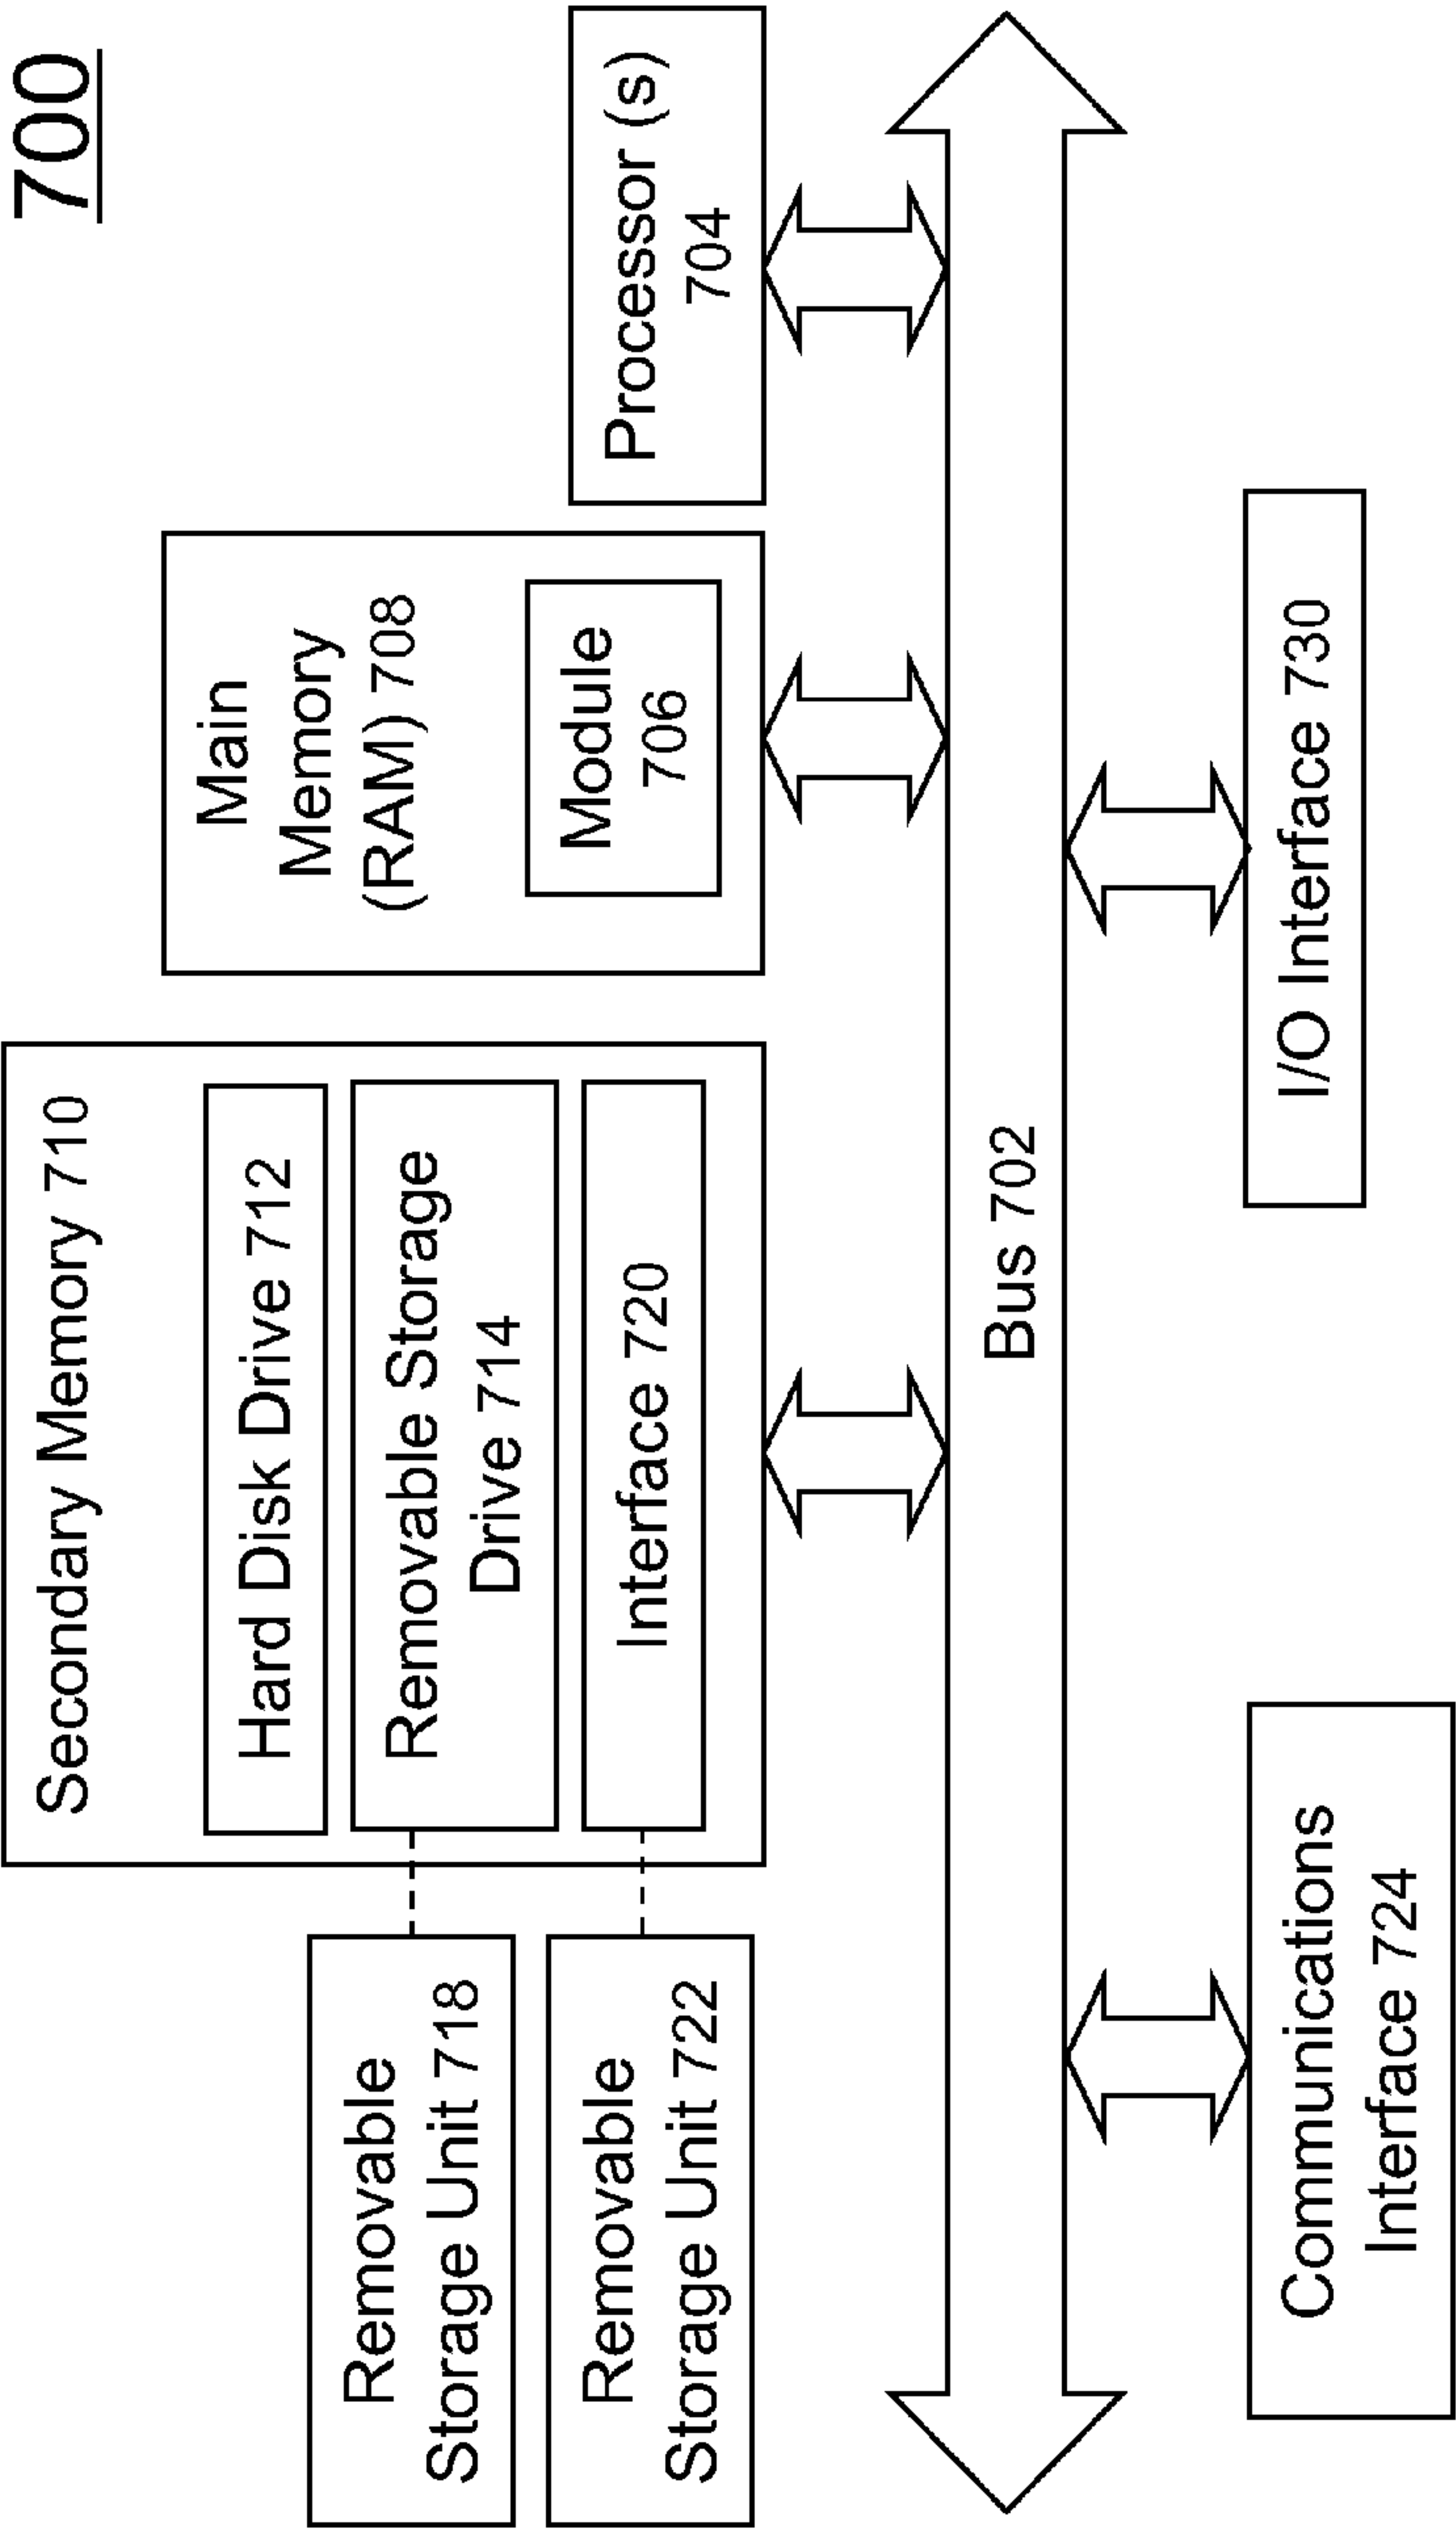 700
Removable
Storage Unit 718
Removable
Storage Unit 722
Secondary Memory 710
Hard Disk Drive 712
Removable Storage
Drive 714
Interface 720
Main
Memory
(RAM) 708
Module
706
Processor (s)
704
Bus 702
Communications
Interface 724
I/O Interface 730